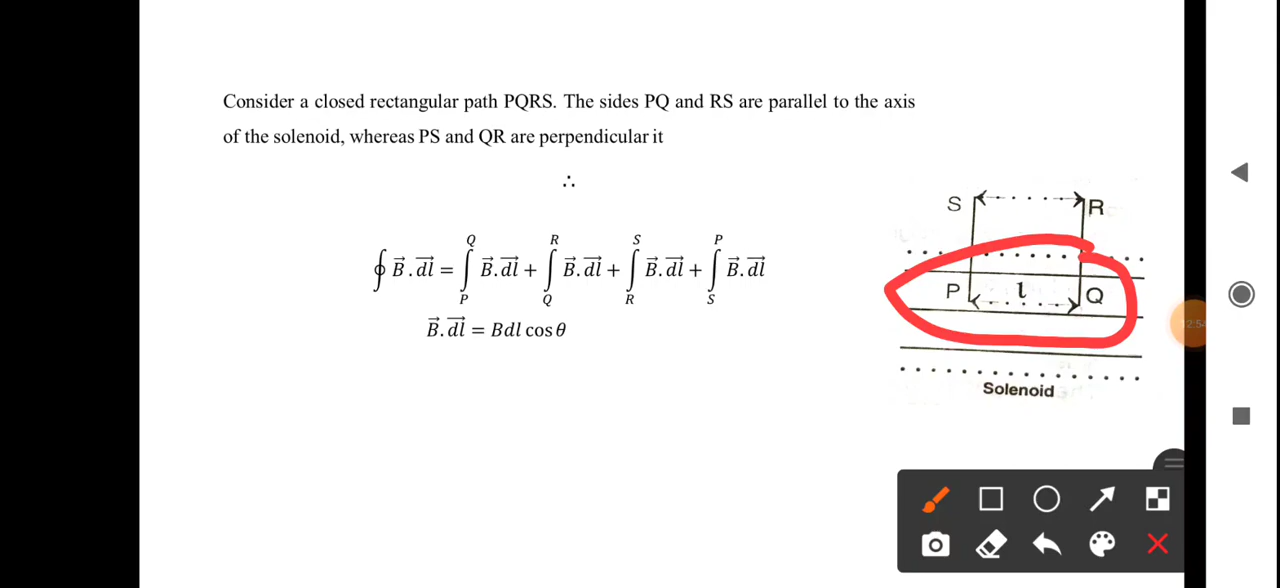 Consider a closed rectangular path PQRS. The sides PQ and RS are parallel to the axis
of the solenoid, whereas PS and QR are perpendicular it
∴
∮ B⃗ . dl⃗ = ∫_P^Q B⃗ . dl⃗ + ∫_Q^R B⃗ . dl⃗ + ∫_R^S B⃗ . dl⃗ + ∫_S^P B⃗ . dl⃗
B⃗ . dl⃗ = Bdl cos θ
S R
P l Q
Solenoid